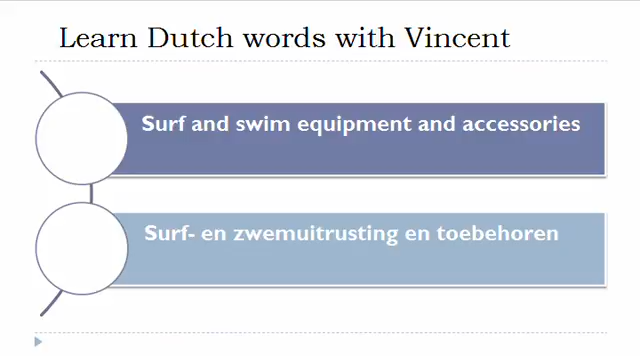 Learn Dutch words with Vincent
Surf and swim equipment and accessories
Surf- en zwemuitrusting en toebehoren